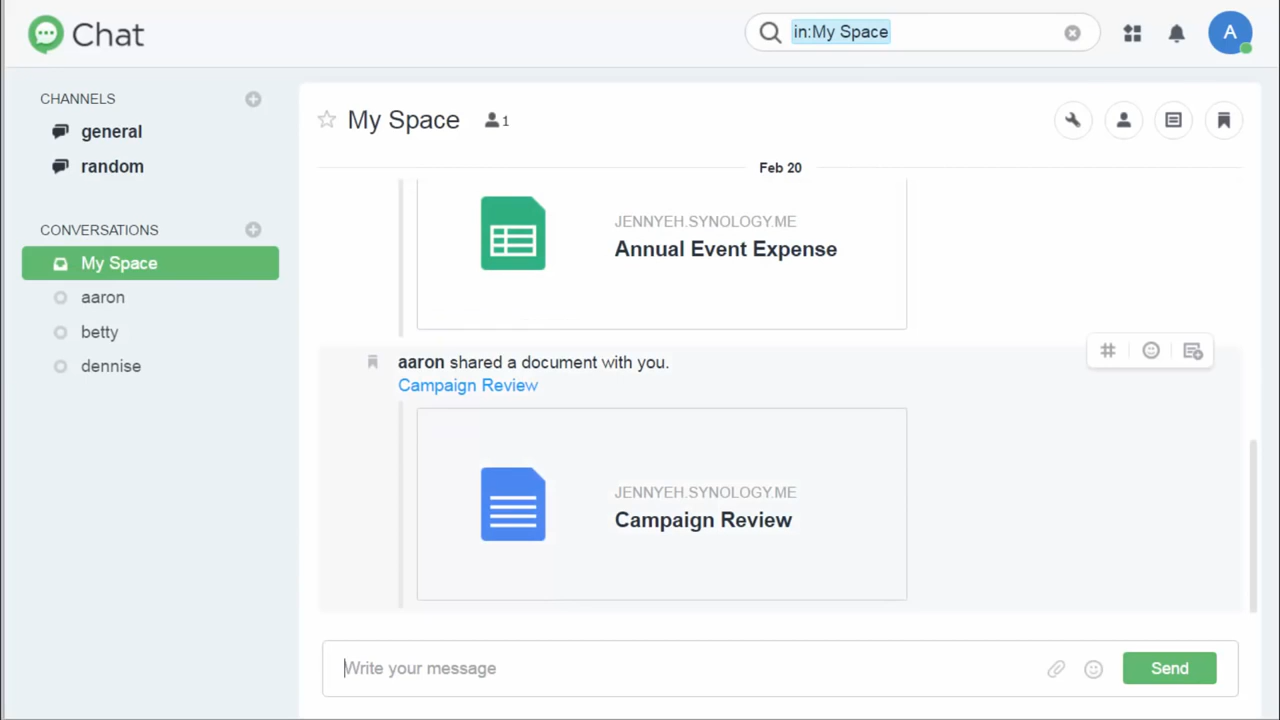 Chat
in:My Space
A
CHANNELS
general
random
CONVERSATIONS
My Space
aaron
betty
dennise
My Space
1
Feb 20
JENNYEH.SYNOLOGY.ME
Annual Event Expense
aaron shared a document with you.
Campaign Review
JENNYEH.SYNOLOGY.ME
Campaign Review
Write your message
Send